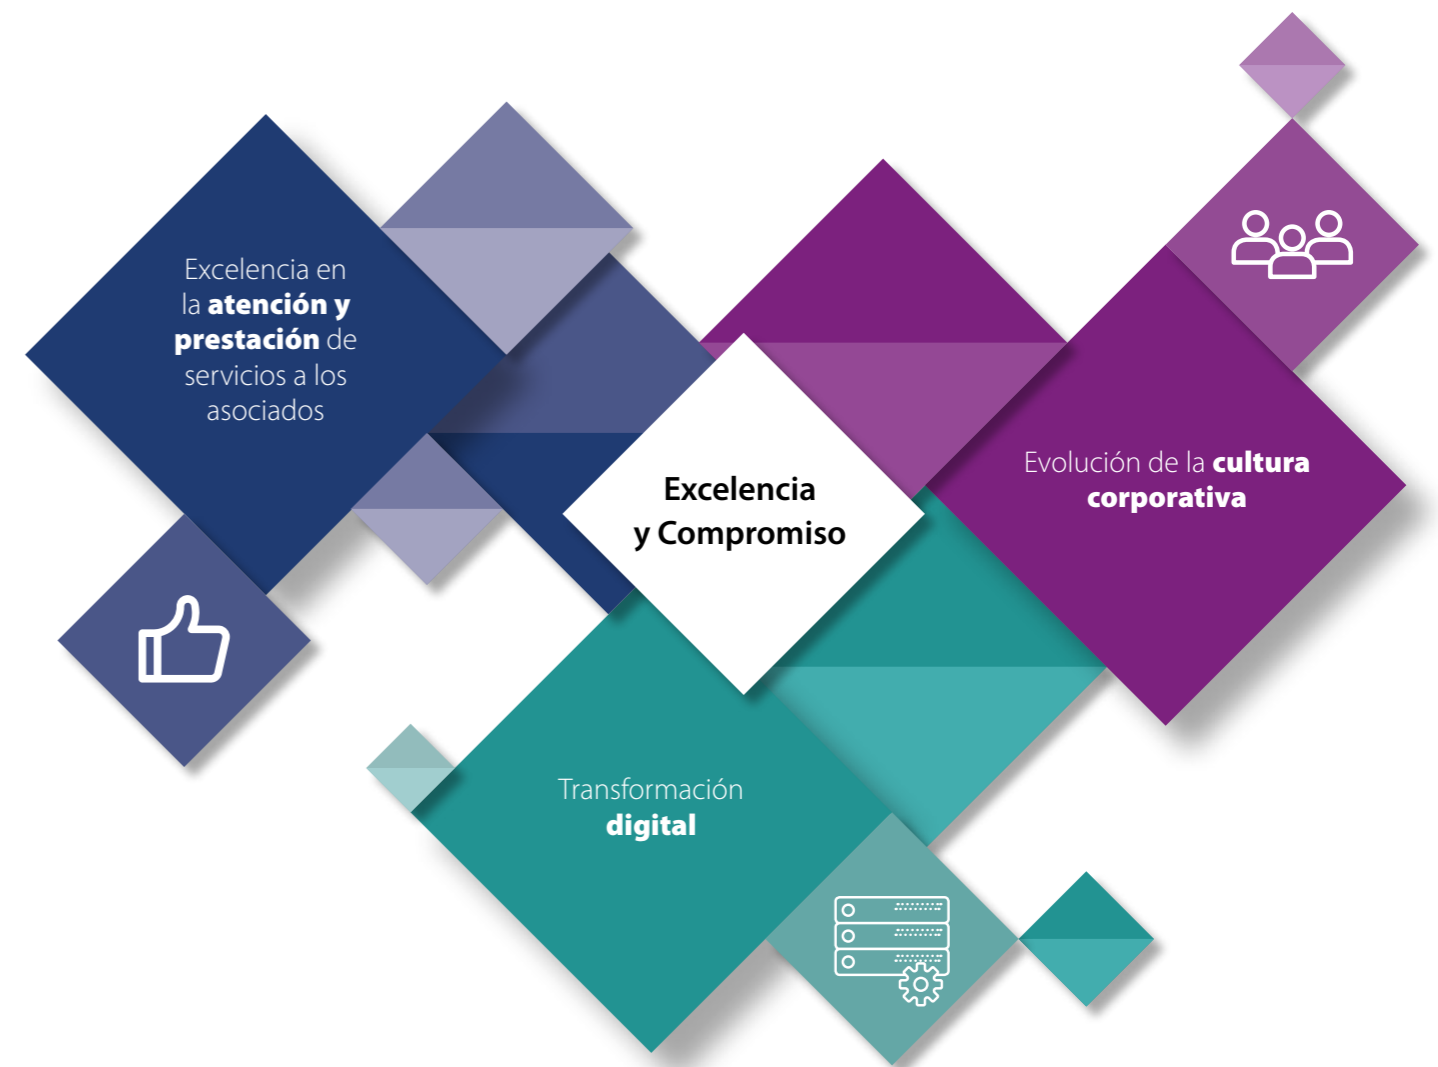 Excelencia en
la atención y
prestación de
servicios a los
asociados
Excelencia
y Compromiso
Evolución de la cultura
corporativa
Transformación
digital